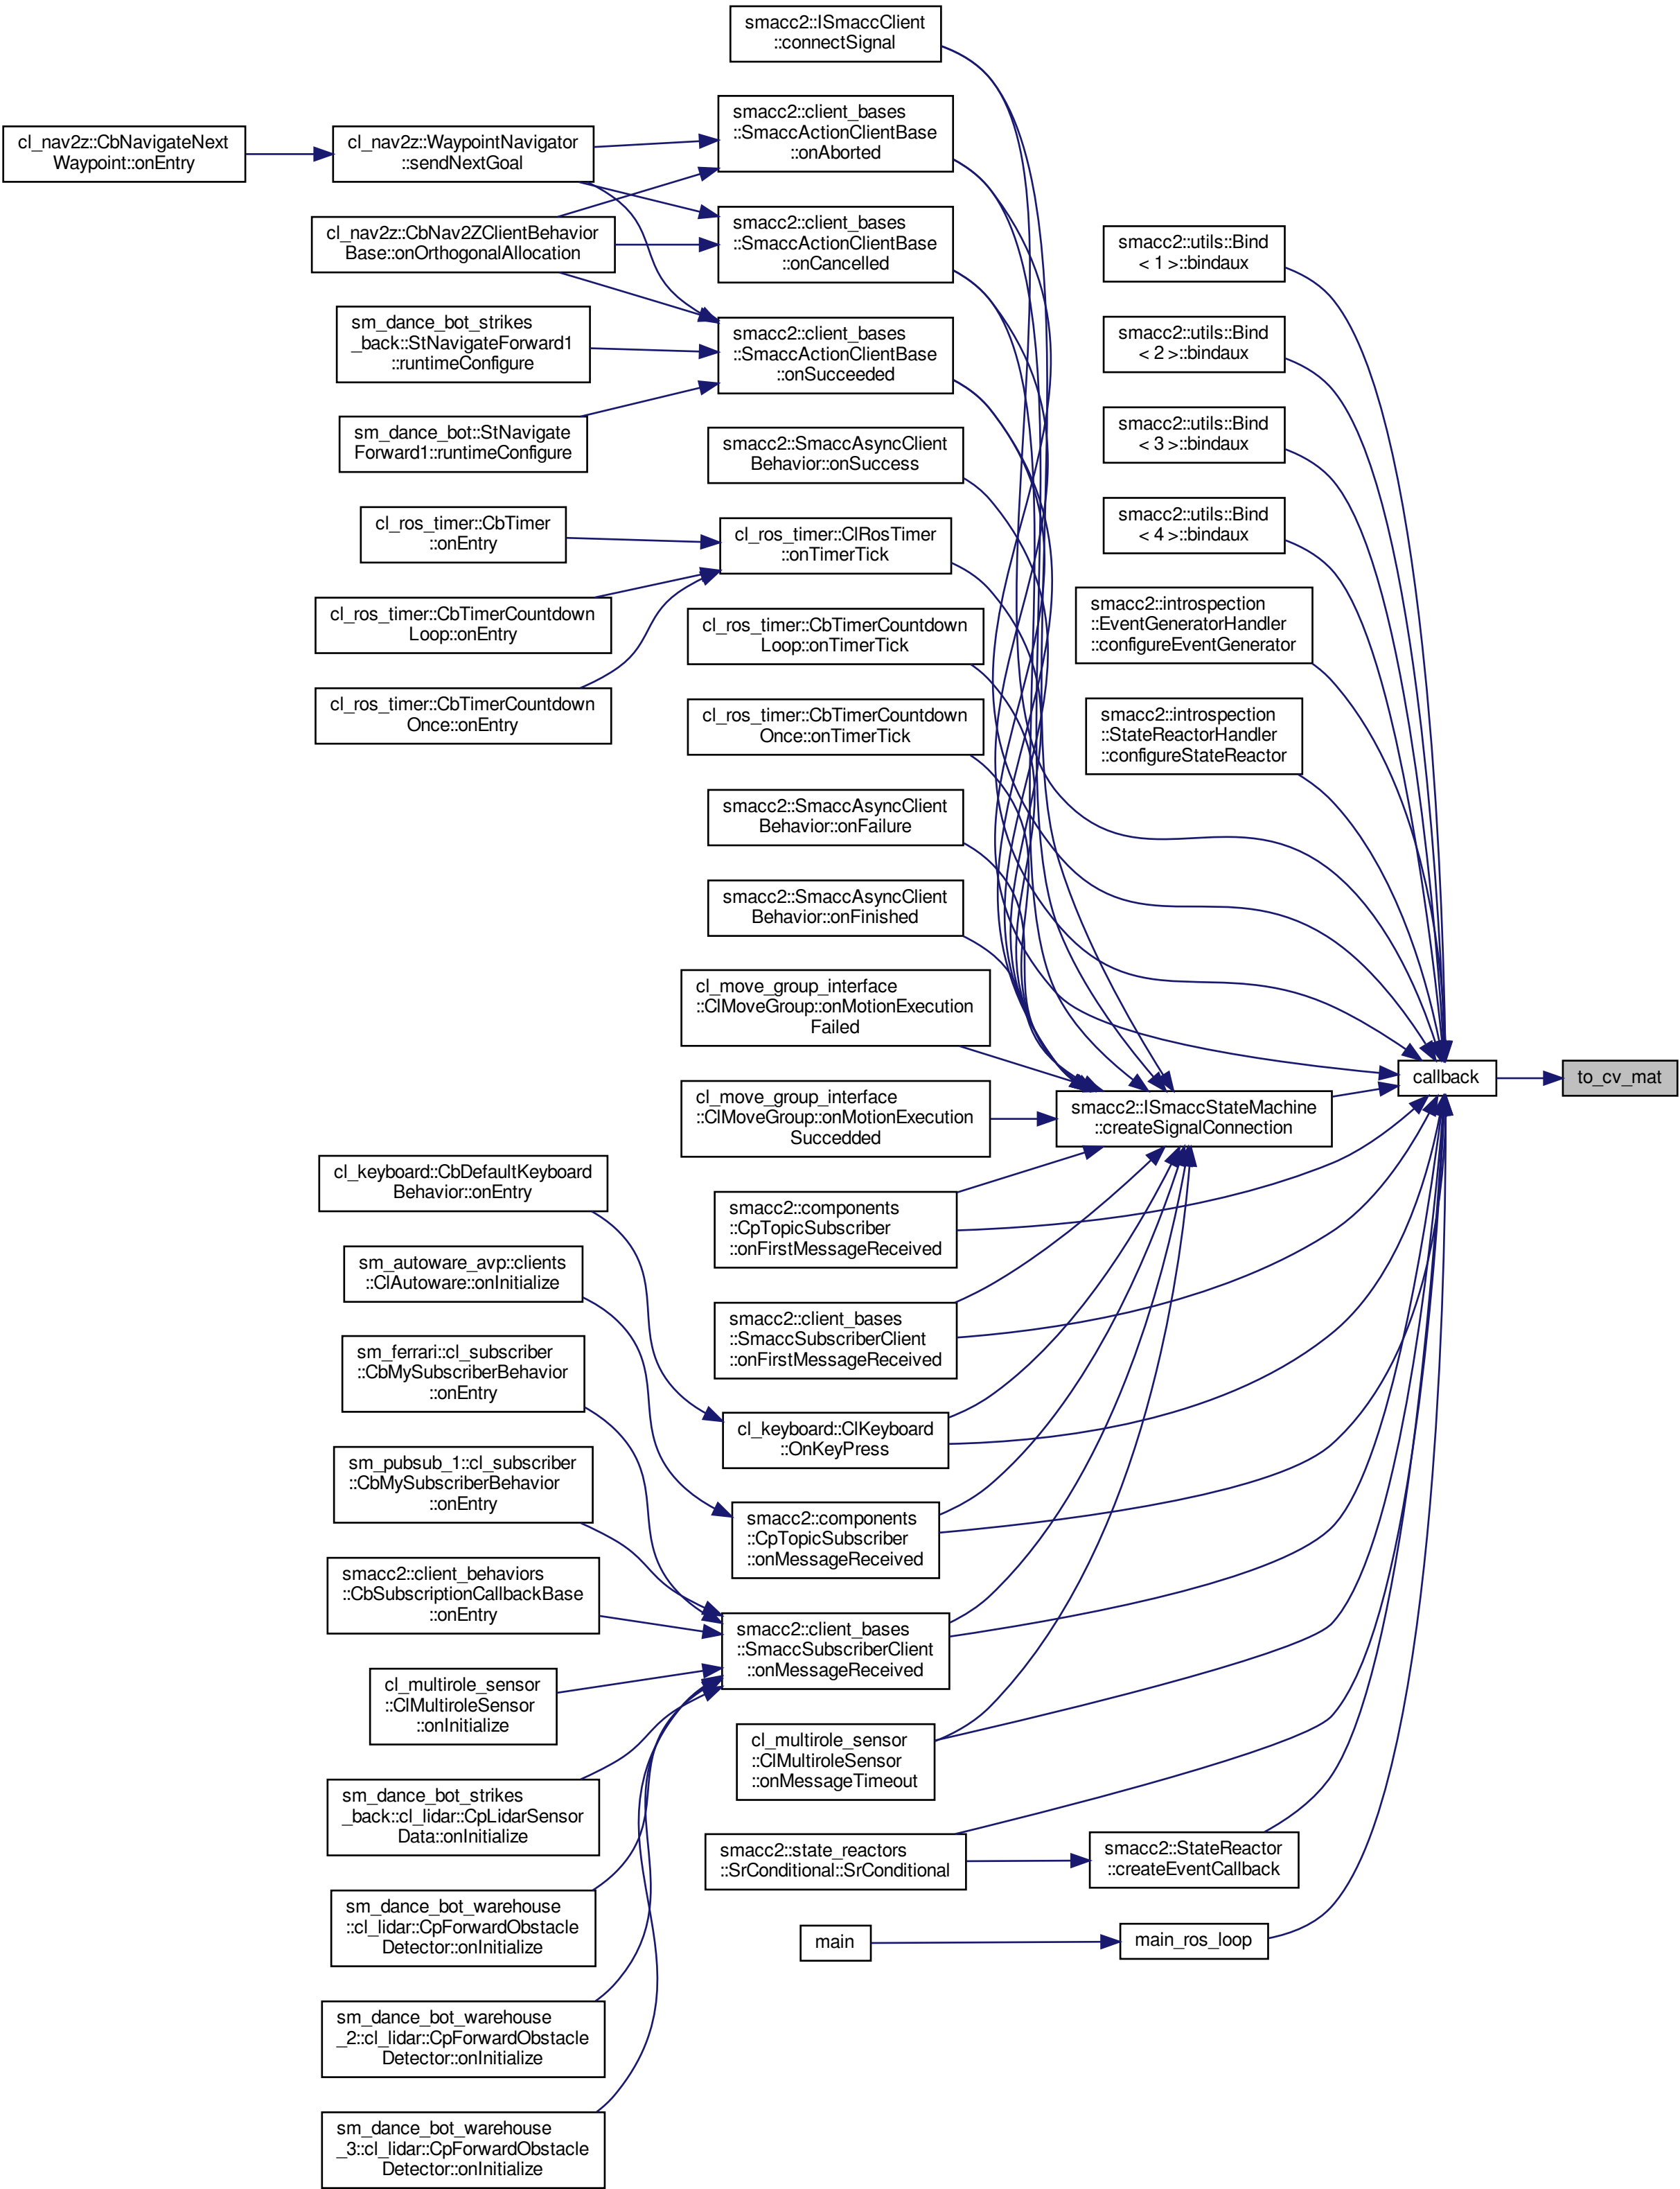 smacc2::ISmaccClient
::connectSignal
smacc2::client_bases
::SmaccActionClientBase
::onAborted
cl_nav2z::CbNavigateNext
Waypoint::onEntry
cl_nav2z::WaypointNavigator
::sendNextGoal
cl_nav2z::CbNav2ZClientBehavior
Base::onOrthogonalAllocation
smacc2::client_bases
::SmaccActionClientBase
::onCancelled
smacc2::utils::Bind
< 1 >::bindaux
sm_dance_bot_strikes
_back::StNavigateForward1
::runtimeConfigure
smacc2::client_bases
::SmaccActionClientBase
::onSucceeded
smacc2::utils::Bind
< 2 >::bindaux
sm_dance_bot::StNavigate
Forward1::runtimeConfigure
smacc2::SmaccAsyncClient
Behavior::onSuccess
smacc2::utils::Bind
< 3 >::bindaux
cl_ros_timer::CbTimer
::onEntry
cl_ros_timer::ClRosTimer
::onTimerTick
smacc2::utils::Bind
< 4 >::bindaux
cl_ros_timer::CbTimerCountdown
Loop::onEntry
cl_ros_timer::CbTimerCountdown
Loop::onTimerTick
smacc2::introspection
::EventGeneratorHandler
::configureEventGenerator
cl_ros_timer::CbTimerCountdown
Once::onEntry
cl_ros_timer::CbTimerCountdown
Once::onTimerTick
smacc2::introspection
::StateReactorHandler
::configureStateReactor
smacc2::SmaccAsyncClient
Behavior::onFailure
smacc2::SmaccAsyncClient
Behavior::onFinished
cl_move_group_interface
::ClMoveGroup::onMotionExecution
Failed
callback
to_cv_mat
cl_move_group_interface
::ClMoveGroup::onMotionExecution
Succedded
smacc2::ISmaccStateMachine
::createSignalConnection
cl_keyboard::CbDefaultKeyboard
Behavior::onEntry
smacc2::components
::CpTopicSubscriber
::onFirstMessageReceived
sm_autoware_avp::clients
::ClAutoware::onInitialize
smacc2::client_bases
::SmaccSubscriberClient
::onFirstMessageReceived
sm_ferrari::cl_subscriber
::CbMySubscriberBehavior
::onEntry
cl_keyboard::ClKeyboard
::OnKeyPress
sm_pubsub_1::cl_subscriber
::CbMySubscriberBehavior
::onEntry
smacc2::components
::CpTopicSubscriber
::onMessageReceived
smacc2::client_behaviors
::CbSubscriptionCallbackBase
::onEntry
smacc2::client_bases
::SmaccSubscriberClient
::onMessageReceived
cl_multirole_sensor
::ClMultiroleSensor
::onInitialize
cl_multirole_sensor
::ClMultiroleSensor
::onMessageTimeout
sm_dance_bot_strikes
_back::cl_lidar::CpLidarSensor
Data::onInitialize
smacc2::state_reactors
::SrConditional::SrConditional
smacc2::StateReactor
::createEventCallback
sm_dance_bot_warehouse
::cl_lidar::CpForwardObstacle
Detector::onInitialize
main
main_ros_loop
sm_dance_bot_warehouse
_2::cl_lidar::CpForwardObstacle
Detector::onInitialize
sm_dance_bot_warehouse
_3::cl_lidar::CpForwardObstacle
Detector::onInitialize